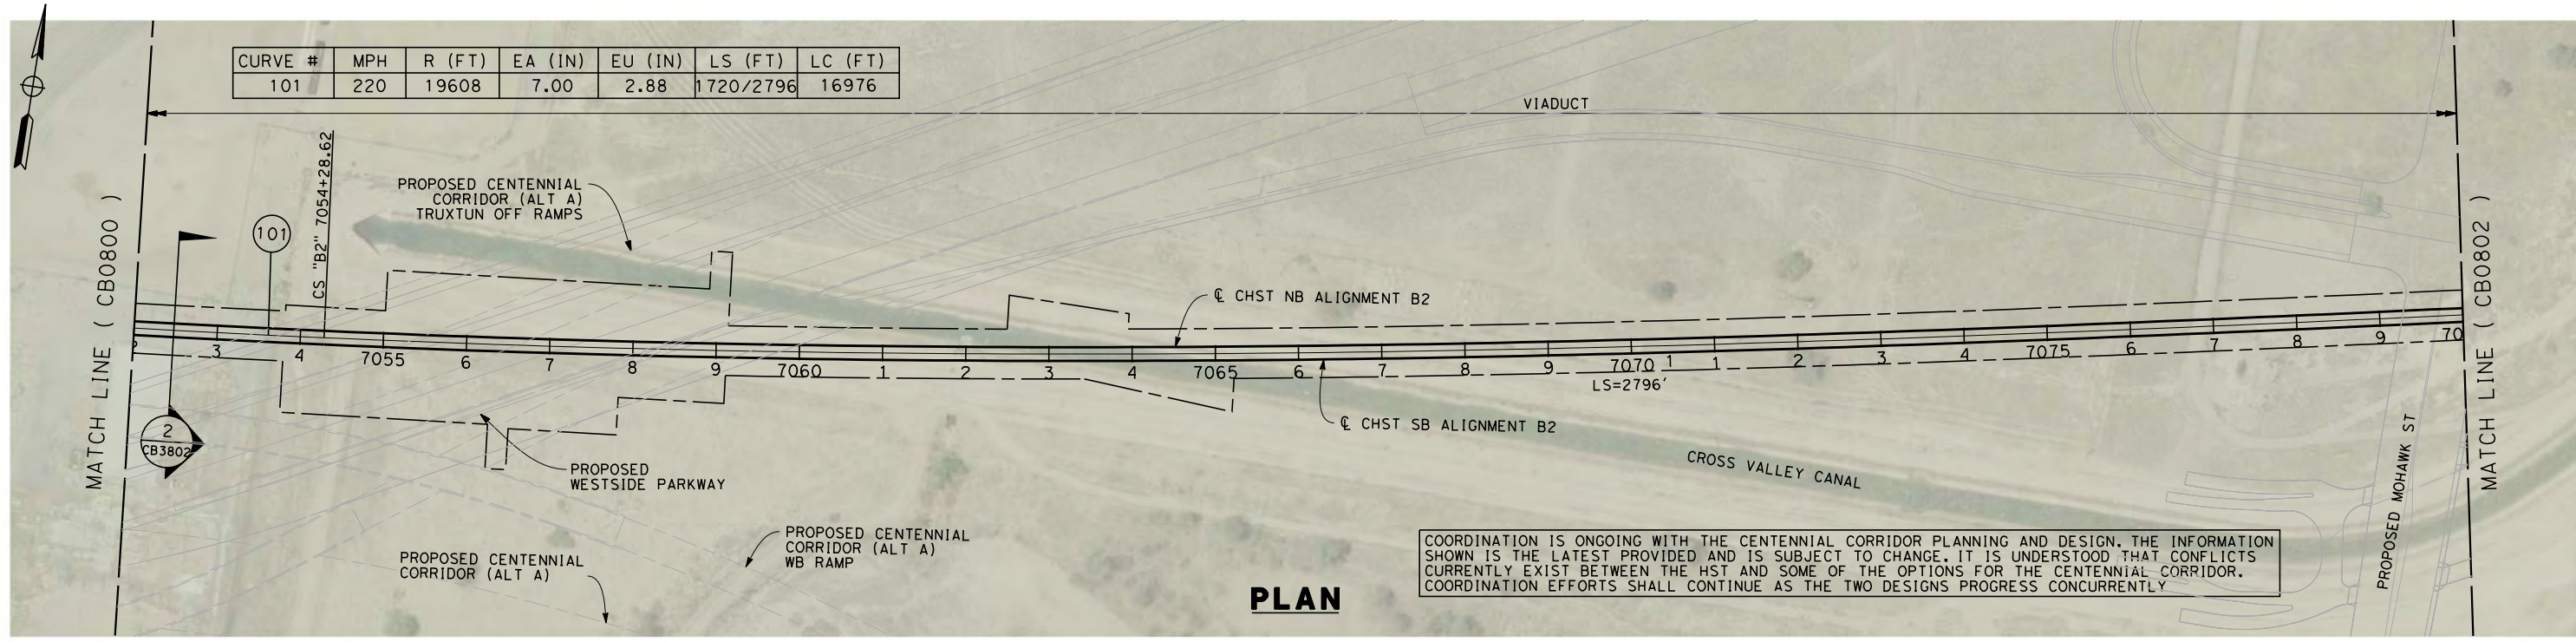 CURVE # MPH R (FT) EA (IN) EU (IN) LS (FT) LC (FT)
101 220 19608 7.00 2.88 1720/2796 16976
VIADUCT
MATCH LINE ( CB0800 )
CS "B2" 7054+28.62
101
PROPOSED CENTENNIAL
CORRIDOR (ALT A)
TRUXTUN OFF RAMPS
℄ CHST NB ALIGNMENT B2
MATCH LINE ( CB0802 )
3 4 7055 6 7 8 9 7060 1 2 3 4 7065 6 7 8 9 7070 1 1 2 3 4 7075 6 7 8 9 70
LS=2796'
℄ CHST SB ALIGNMENT B2
2
CB3802
PROPOSED
WESTSIDE PARKWAY
CROSS VALLEY CANAL
PROPOSED MOHAWK ST
PROPOSED CENTENNIAL
CORRIDOR (ALT A)
WB RAMP
PROPOSED CENTENNIAL
CORRIDOR (ALT A)
COORDINATION IS ONGOING WITH THE CENTENNIAL CORRIDOR PLANNING AND DESIGN. THE INFORMATION
SHOWN IS THE LATEST PROVIDED AND IS SUBJECT TO CHANGE. IT IS UNDERSTOOD THAT CONFLICTS
CURRENTLY EXIST BETWEEN THE HST AND SOME OF THE OPTIONS FOR THE CENTENNIAL CORRIDOR.
COORDINATION EFFORTS SHALL CONTINUE AS THE TWO DESIGNS PROGRESS CONCURRENTLY
PLAN